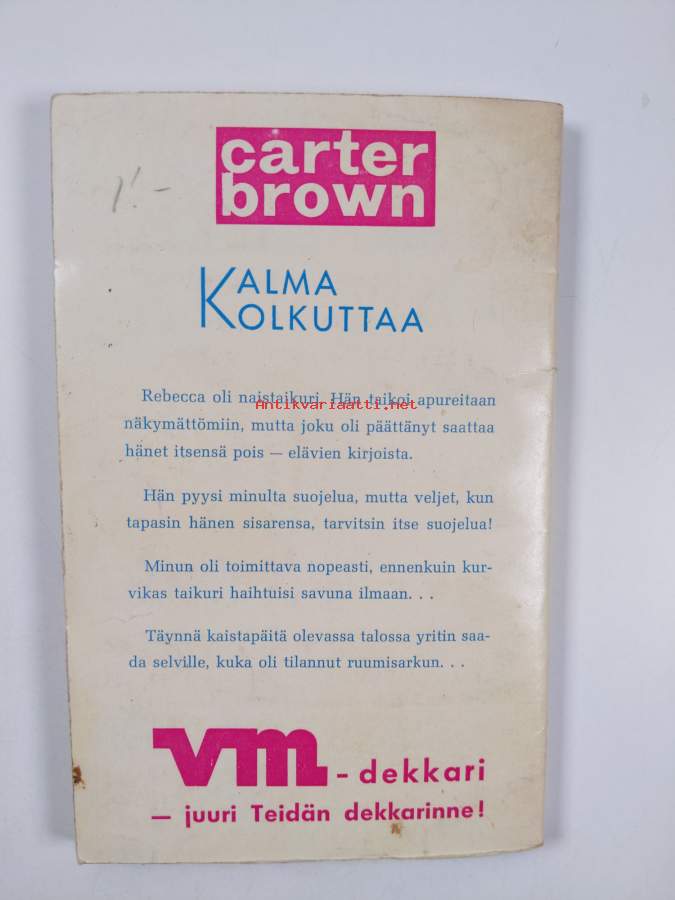 carter
brown
1:-
KALMA
KOLKUTTAA
Rebecca oli naistaikuri. Hän taikoi apureitaan
Antikvariaatti.net
näkymättömiin, mutta joku oli päättänyt saattaa
hänet itsensä pois — elävien kirjoista.
Hän pyysi minulta suojelua, mutta veljet, kun
tapasin hänen sisarensa, tarvitsin itse suojelua!
Minun oli toimittava nopeasti, ennenkuin kur-
vikas taikuri haihtuisi savuna ilmaan. . .
Täynnä kaistapäitä olevassa talossa yritin saa-
da selville, kuka oli tilannut ruumisarkun. . .
vm - dekkari
— juuri Teidän dekkarinne!